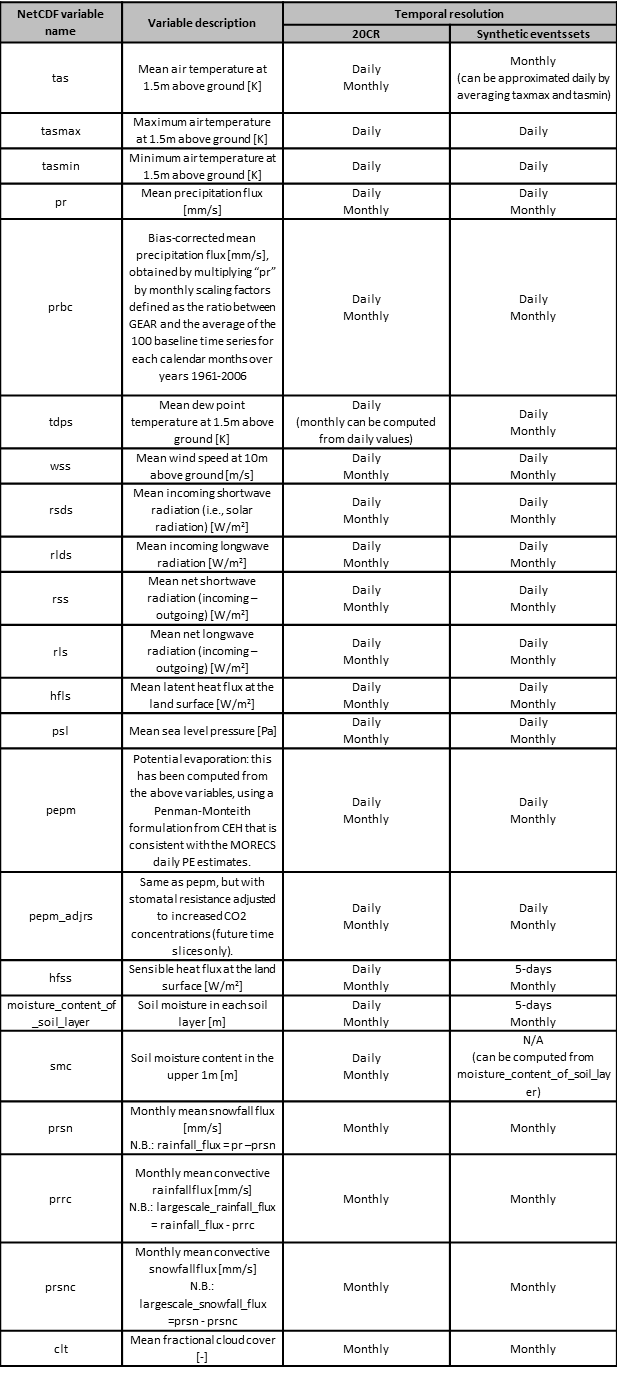 NetCDF variable
name
Variable description
Temporal resolution
20CR
Synthetic events sets
tas
Mean air temperature at
1.5m above ground [K]
Daily
Monthly
Monthly
(can be approximated daily by
averaging taxmax and tasmin)
tasmax
Maximum air temperature
at 1.5m above ground [K]
Daily
Daily
tasmin
Minimum air temperature at
1.5m above ground [K]
Daily
Daily
pr
Mean precipitation flux
[mm/s]
Daily
Monthly
Daily
Monthly
prbc
Bias-corrected mean
precipitation flux [mm/s],
obtained by multiplying “pr”
by monthly scaling factors
defined as the ratio between
GEAR and the average of the
100 baseline time series for
each calendar months over
years 1961-2006
Daily
Monthly
Daily
Monthly
tdps
Mean dew point
temperature at 1.5m above
ground [K]
Daily
(monthly can be computed
from daily values)
Daily
Monthly
wss
Mean wind speed at 10m
above ground [m/s]
Daily
Monthly
Daily
Monthly
rsds
Mean incoming shortwave
radiation (i.e., solar
radiation) [W/m²]
Daily
Monthly
Daily
Monthly
rlds
Mean incoming longwave
radiation [W/m²]
Daily
Monthly
Daily
Monthly
rss
Mean net shortwave
radiation (incoming –
outgoing) [W/m²]
Daily
Monthly
Daily
Monthly
rls
Mean net longwave
radiation (incoming –
outgoing) [W/m²]
Daily
Monthly
Daily
Monthly
hfls
Mean latent heat flux at the
land surface [W/m²]
Daily
Monthly
Daily
Monthly
psl
Mean sea level pressure [Pa]
Daily
Monthly
Daily
Monthly
pepm
Potential evaporation: this
has been computed from
the above variables, using a
Penman-Monteith
formulation from CEH that is
consistent with the MORECS
daily PE estimates.
Daily
Monthly
Daily
Monthly
pepm_adjrs
Same as pepm, but with
stomatal resistance adjusted
to increased CO2
concentrations (future time
slices only).
Daily
Monthly
Daily
Monthly
hfss
Sensible heat flux at the land
surface [W/m²]
Daily
Monthly
5-days
Monthly
moisture_content_of
_soil_layer
Soil moisture in each soil
layer [m]
Daily
Monthly
5-days
Monthly
smc
Soil moisture content in the
upper 1m [m]
Daily
Monthly
N/A
(can be computed from
moisture_content_of_soil_lay
er)
prsn
Monthly mean snowfall flux
[mm/s]
N.B.: rainfall_flux = pr –prsn
Monthly
Monthly
prrc
Monthly mean convective
rainfall flux [mm/s]
N.B.: largescale_rainfall_flux
= rainfall_flux - prrc
Monthly
Monthly
prsnc
Monthly mean convective
snowfall flux [mm/s]
N.B.:
largescale_snowfall_flux
=prsn - prsnc
Monthly
Monthly
clt
Mean fractional cloud cover
[-]
Monthly
Monthly